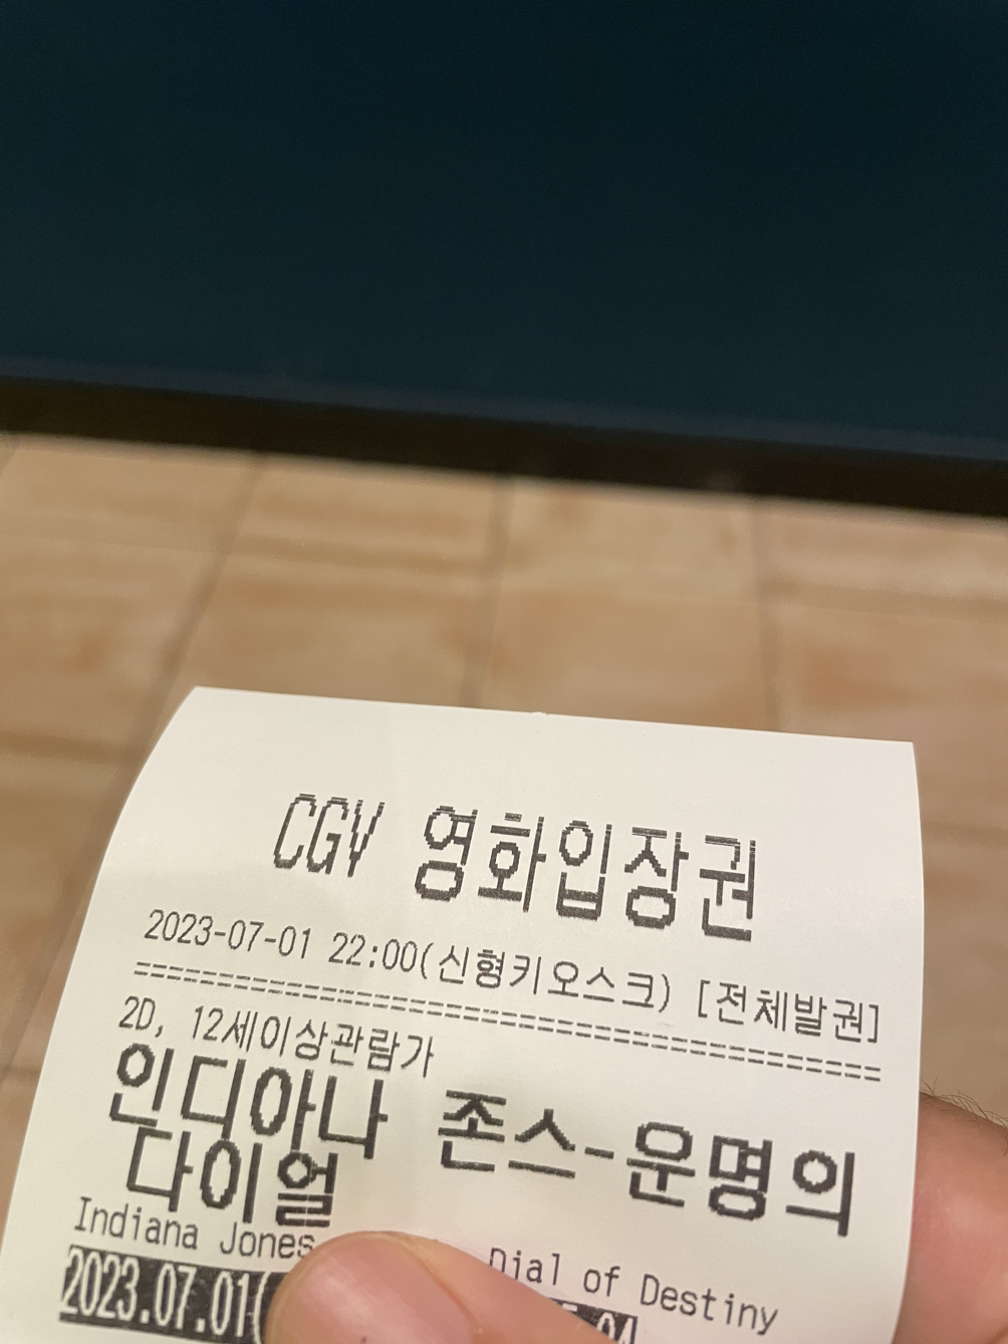 CGV 영화입장권
2023-07-01 22:00(신형키오스크) [전체발권]
==============================================
2D, 12세이상관람가
인디아나 존스-운명의
다이얼
Indiana Jones Dial of Destiny
2023.07.01(